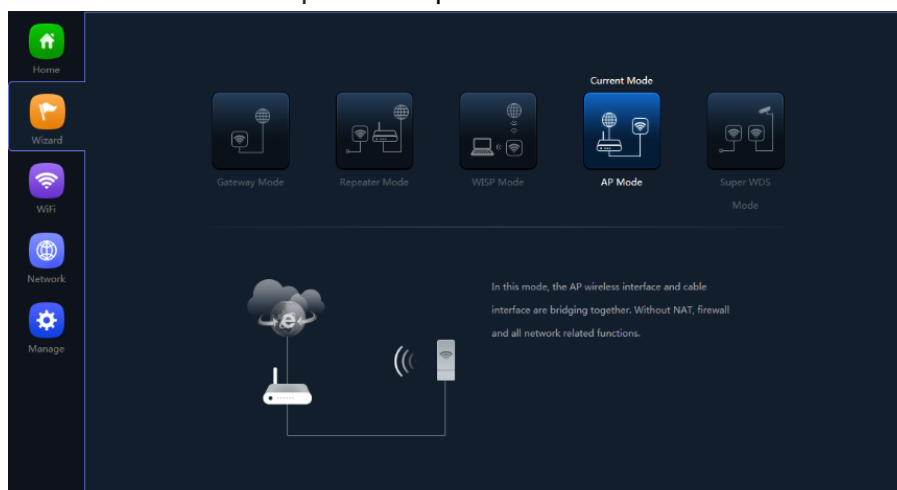 Home
Wizard
WiFi
Network
Manage
Current Mode
Gateway Mode
Repeater Mode
WISP Mode
AP Mode
Super WDS
Mode
In this mode, the AP wireless interface and cable
interface are bridging together. Without NAT, firewall
and all network related functions.